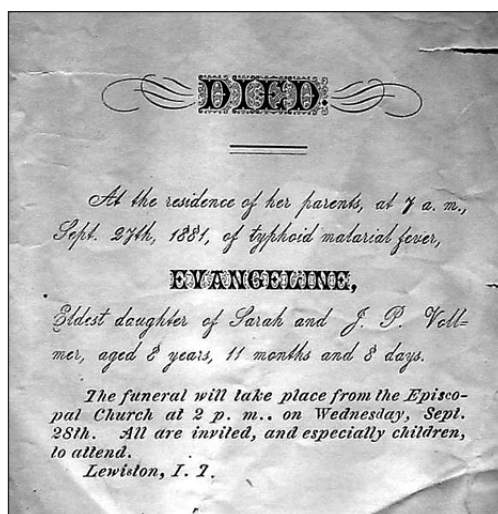 DIED.
At the residence of her parents, at 7 a. m.,
Sept. 27th, 1881, of typhoid malarial fever,
EVANGELINE,
Eldest daughter of Sarah and J. P. Voll=
mer, aged 8 years, 11 months and 8 days.
The funeral will take place from the Episco-
pal Church at 2 p. m.. on Wednesday, Sept.
28th. All are invited, and especially children,
to attend.
Lewiston, I. T.